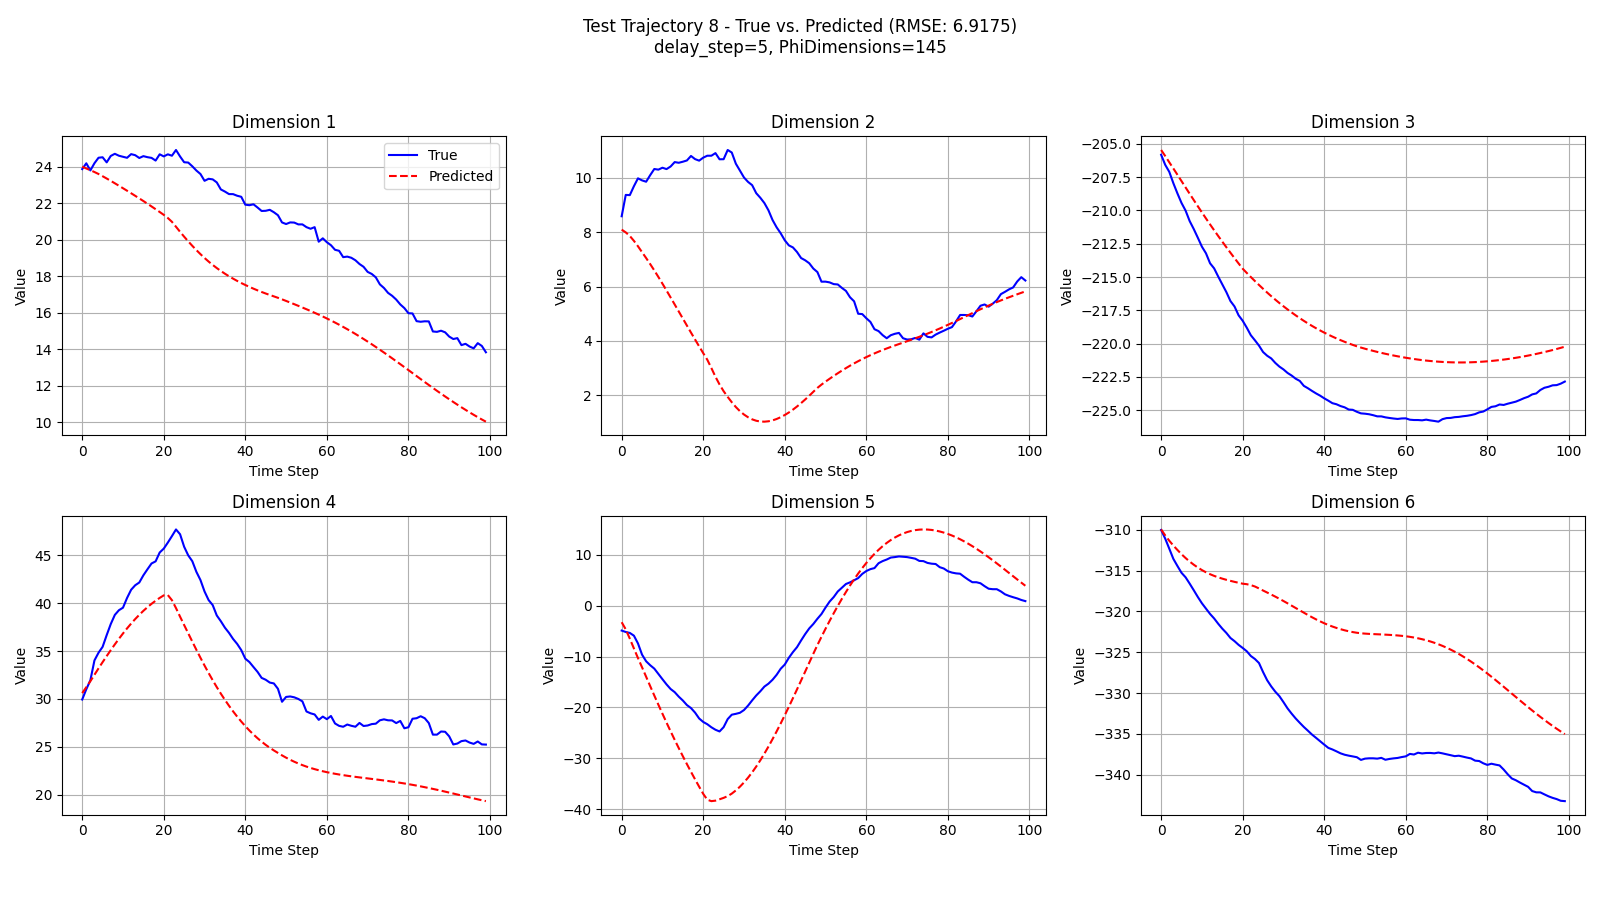 Test Trajectory 8 - True vs. Predicted (RMSE: 6.9175)
delay_step=5, PhiDimensions=145
Dimension 1
True
Predicted
Value
24
22
20
18
16
14
12
10
0 20 40 60 80 100
Time Step
Dimension 2
Value
10
8
6
4
2
0 20 40 60 80 100
Time Step
Dimension 3
Value
−205.0
−207.5
−210.0
−212.5
−215.0
−217.5
−220.0
−222.5
−225.0
0 20 40 60 80 100
Time Step
Dimension 4
Value
45
40
35
30
25
20
0 20 40 60 80 100
Time Step
Dimension 5
Value
10
0
−10
−20
−30
−40
0 20 40 60 80 100
Time Step
Dimension 6
Value
−310
−315
−320
−325
−330
−335
−340
0 20 40 60 80 100
Time Step